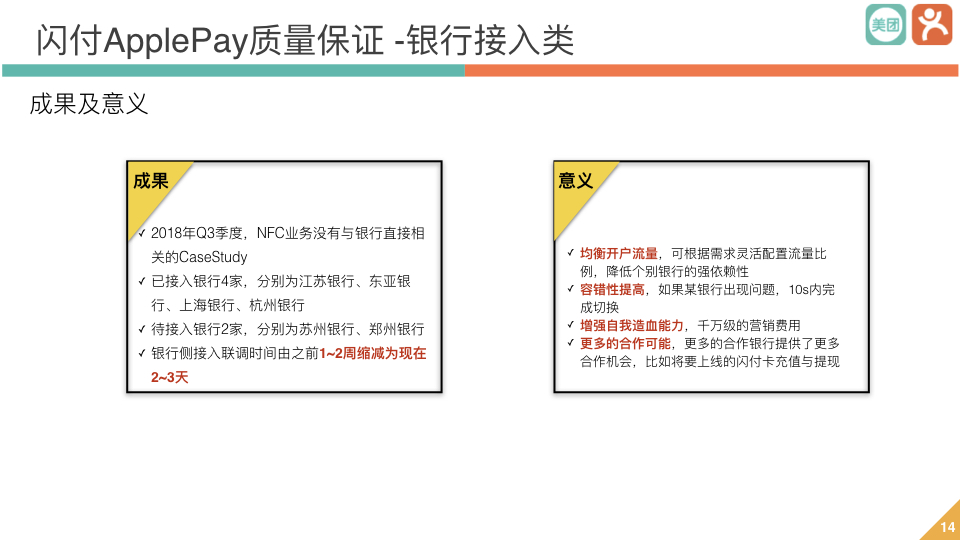 闪付ApplePay质量保证 -银行接入类
美团
成果及意义
成果
✓ 2018年Q3季度，NFC业务没有与银行直接相
关的CaseStudy
✓ 已接入银行4家，分别为江苏银行、东亚银
行、上海银行、杭州银行
✓ 待接入银行2家，分别为苏州银行、郑州银行
✓ 银行侧接入联调时间由之前1~2周缩减为现在
2~3天
意义
✓ 均衡开户流量，可根据需求灵活配置流量比
例，降低个别银行的强依赖性
✓ 容错性提高，如果某银行出现问题，10s内完
成切换
✓ 增强自我造血能力，千万级的营销费用
✓ 更多的合作可能，更多的合作银行提供了更多
合作机会，比如将要上线的闪付卡充值与提现
14